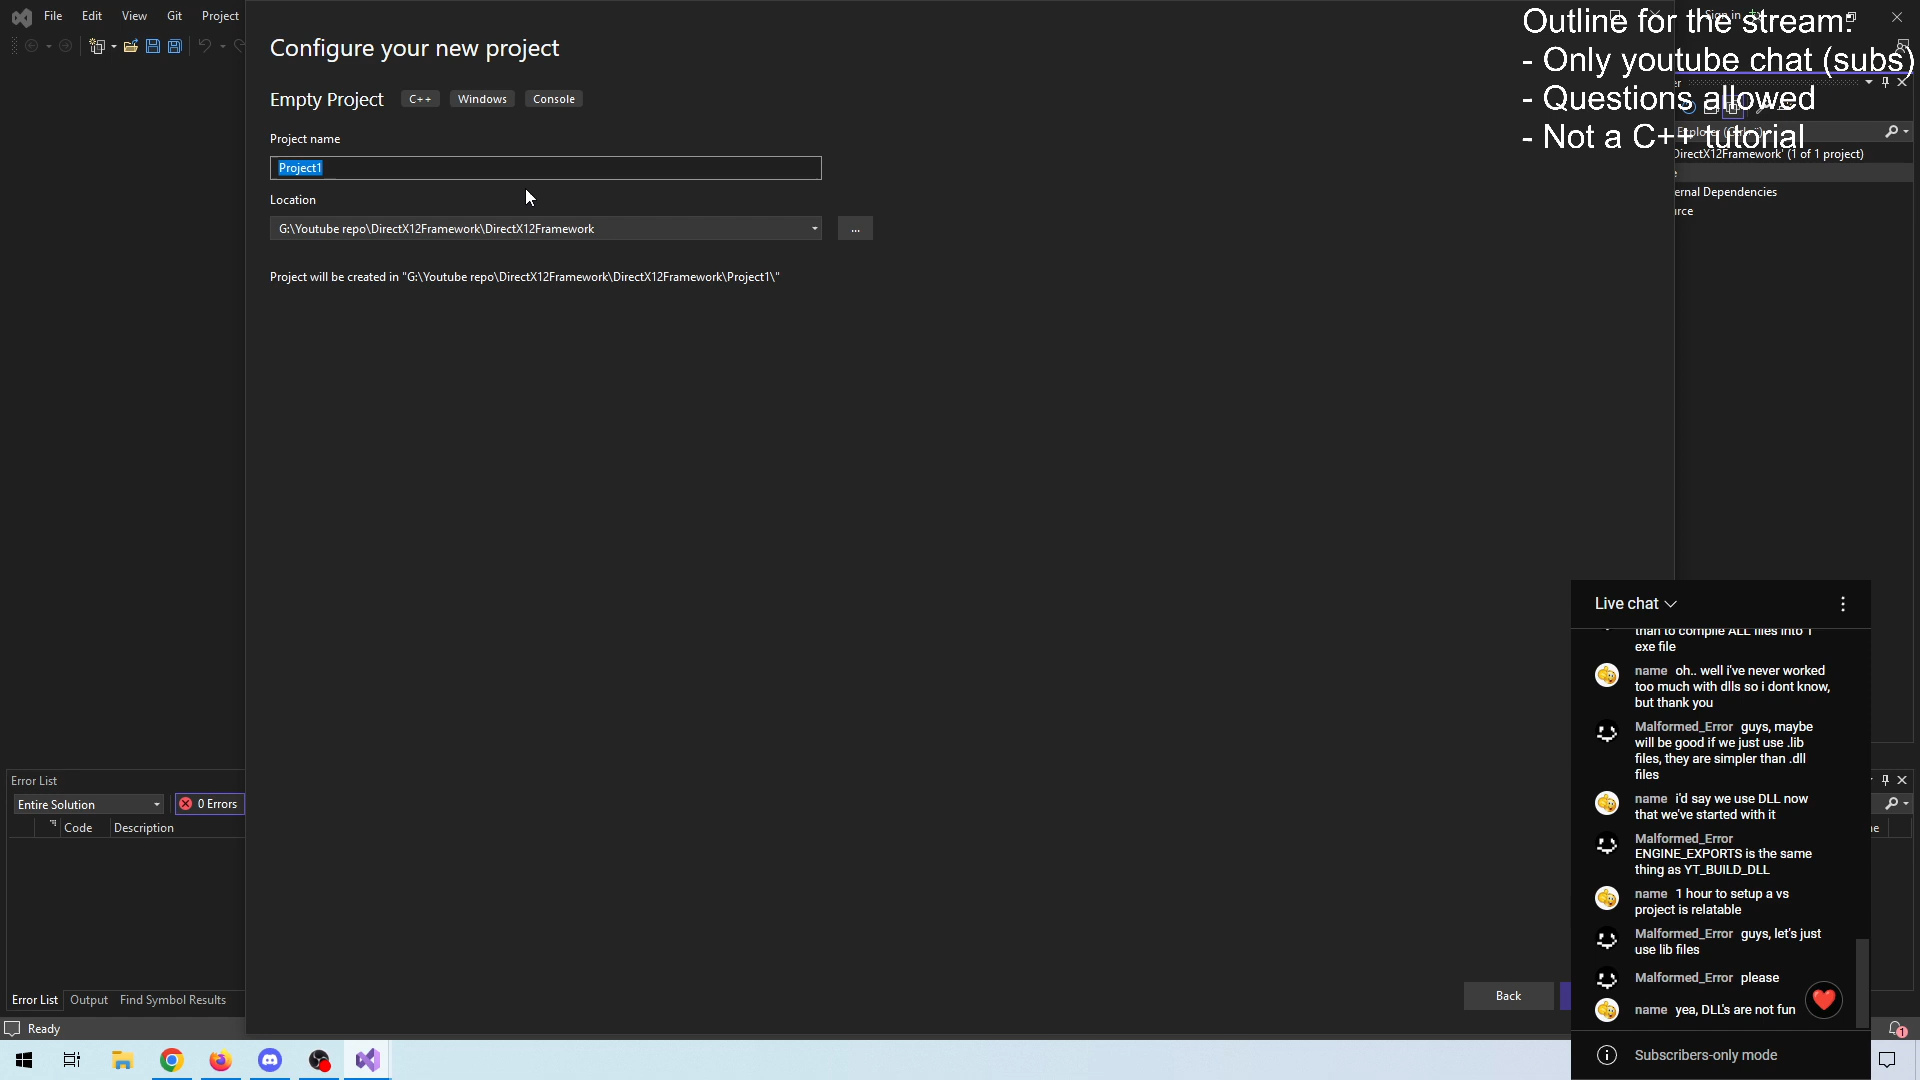 File Edit View Git Project
Configure your new project
Sign in
Outline for the stream:
- Only youtube chat (subs)
- Questions allowed
- Not a C++ tutorial
Empty Project C++ Windows Console
Project name
Project1
Location
G:\Youtube repo\DirectX12Framework\DirectX12Framework
...
Project will be created in "G:\Youtube repo\DirectX12Framework\DirectX12Framework\Project1\"
DirectX12Framework' (1 of 1 project)
ernal Dependencies
rce
Back
Error List
Entire Solution
0 Errors
Code Description
Error List Output Find Symbol Results
Ready
Live chat
than to compile ALL files into 1
exe file
name oh.. well i've never worked
too much with dlls so i dont know,
but thank you
Malformed_Error guys, maybe
will be good if we just use .lib
files, they are simpler than .dll
files
name i'd say we use DLL now
that we've started with it
Malformed_Error
ENGINE_EXPORTS is the same
thing as YT_BUILD_DLL
name 1 hour to setup a vs
project is relatable
Malformed_Error guys, let's just
use lib files
Malformed_Error please
name yea, DLL's are not fun
Subscribers-only mode
1